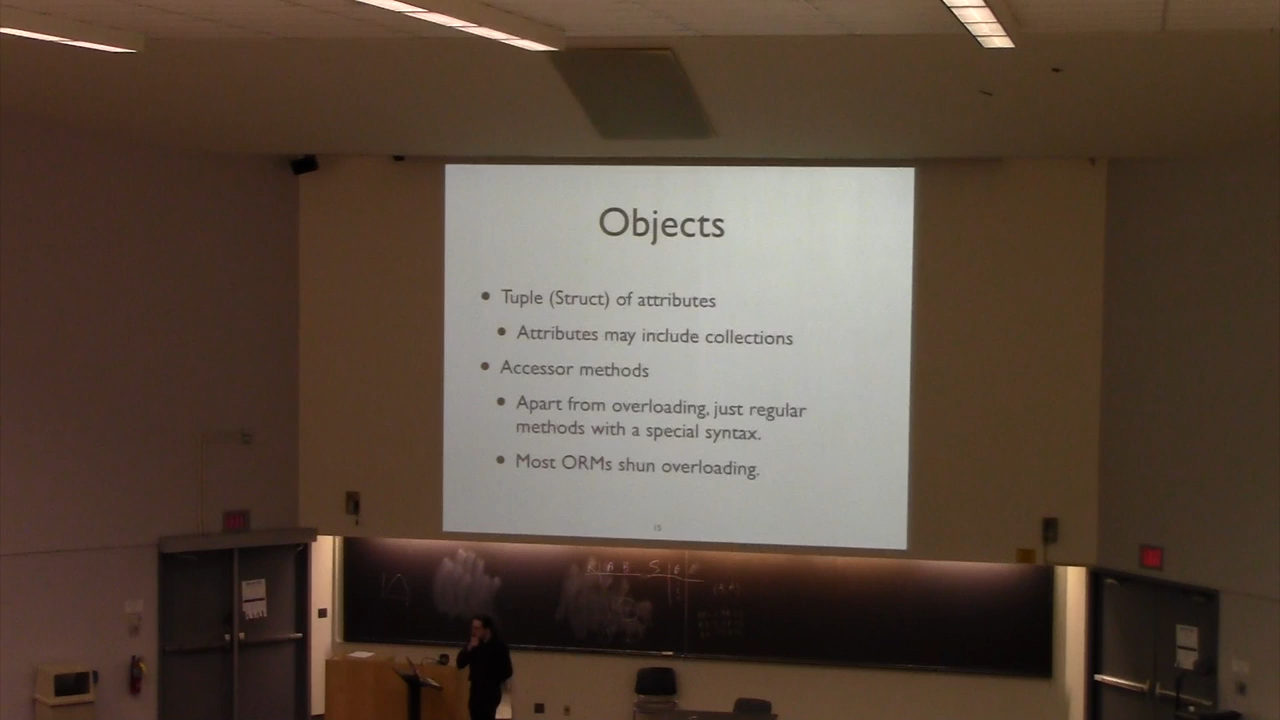 Objects
• Tuple (Struct) of attributes
• Attributes may include collections
• Accessor methods
• Apart from overloading, just regular
methods with a special syntax.
• Most ORMs shun overloading.
15